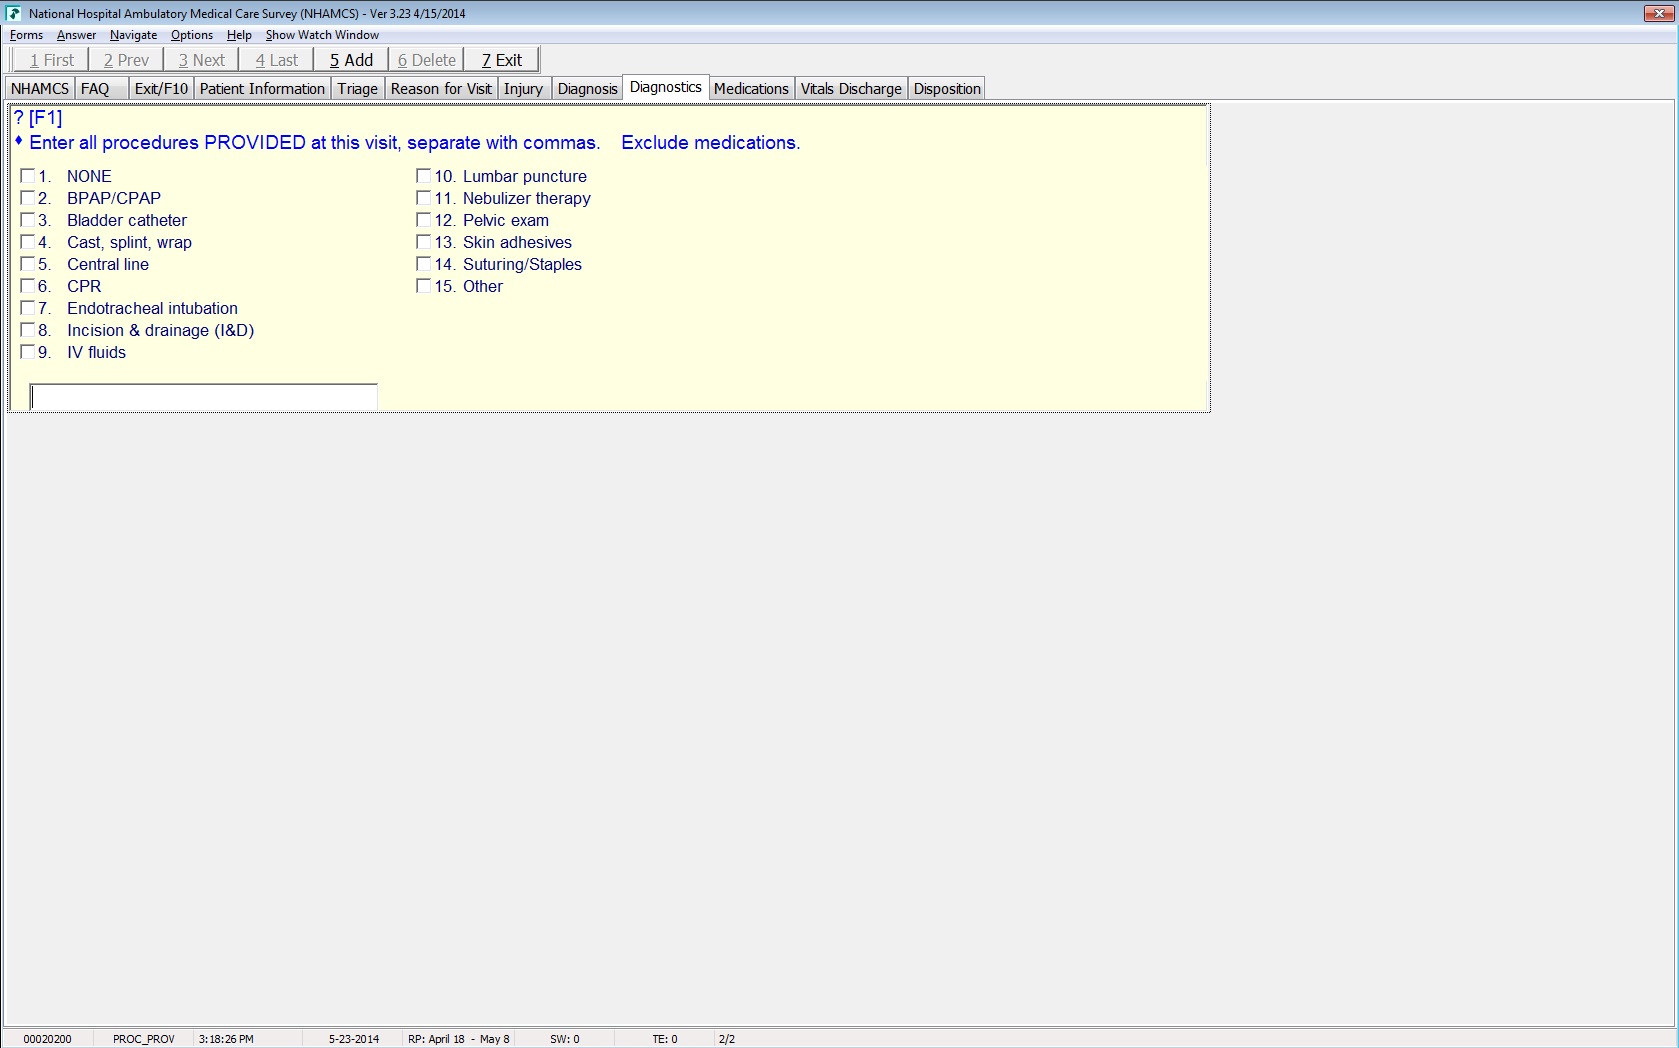 National Hospital Ambulatory Medical Care Survey (NHAMCS) - Ver 3.23 4/15/2014
Forms Answer Navigate Options Help Show Watch Window
1 First 2 Prev 3 Next 4 Last 5 Add 6 Delete 7 Exit
NHAMCS FAQ Exit/F10 Patient Information Triage Reason for Visit Injury Diagnosis Diagnostics Medications Vitals Discharge Disposition
? [F1]
♦ Enter all procedures PROVIDED at this visit, separate with commas. Exclude medications.
1. NONE
2. BPAP/CPAP
3. Bladder catheter
4. Cast, splint, wrap
5. Central line
6. CPR
7. Endotracheal intubation
8. Incision & drainage (I&D)
9. IV fluids
10. Lumbar puncture
11. Nebulizer therapy
12. Pelvic exam
13. Skin adhesives
14. Suturing/Staples
15. Other
00020200 PROC_PROV 3:18:26 PM 5-23-2014 RP: April 18 - May 8 SW: 0 TE: 0 2/2